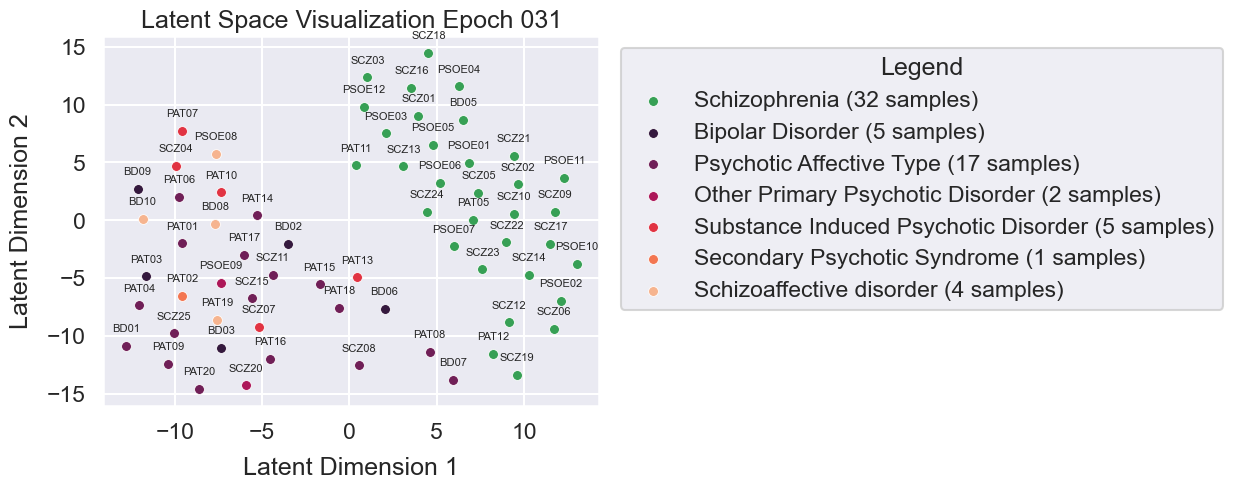 Latent Space Visualization Epoch 031
Latent Dimension 2
15
10
5
0
−5
−10
−15
SCZ18
SCZ03
SCZ16
PSOE04
PSOE12
SCZ01
BD05
PAT07
PSOE03
PSOE05
PSOE08
PSOE01
SCZ21
SCZ04
PAT11
SCZ13
PSOE11
BD09
PAT06
PAT10
PSOE06
SCZ05
SCZ02
BD10
BD08
PAT14
SCZ24
PAT05
SCZ10
SCZ09
PAT01
PAT17
BD02
PSOE07
SCZ22
SCZ17
PAT03
PSOE09
SCZ11
PAT15
PAT13
SCZ23
SCZ14
PSOE10
PAT04
PAT02
SCZ15
PAT18
BD06
PSOE02
BD01
SCZ25
PAT19
SCZ07
SCZ12
SCZ06
PAT09
BD03
PAT16
SCZ08
PAT08
PAT12
PAT20
SCZ20
BD07
SCZ19
−10
−5
0
5
10
Latent Dimension 1
Legend
Schizophrenia (32 samples)
Bipolar Disorder (5 samples)
Psychotic Affective Type (17 samples)
Other Primary Psychotic Disorder (2 samples)
Substance Induced Psychotic Disorder (5 samples)
Secondary Psychotic Syndrome (1 samples)
Schizoaffective disorder (4 samples)